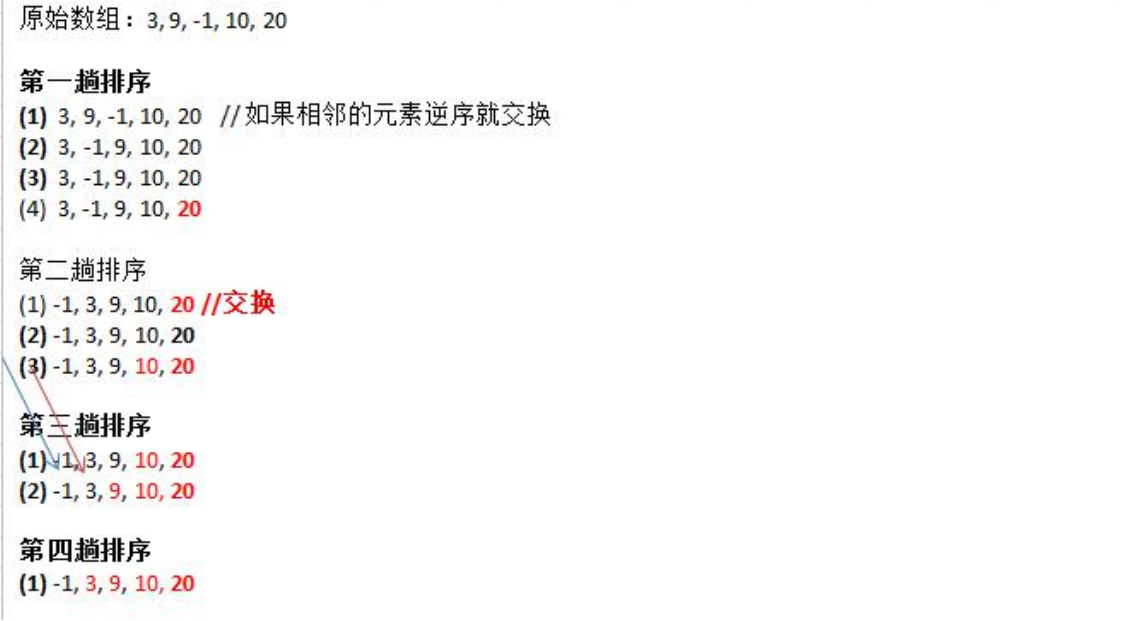 原始数组：3, 9, -1, 10, 20
第一趟排序
(1) 3, 9, -1, 10, 20 //如果相邻的元素逆序就交换
(2) 3, -1, 9, 10, 20
(3) 3, -1, 9, 10, 20
(4) 3, -1, 9, 10, 20
第二趟排序
(1) -1, 3, 9, 10, 20 //交换
(2) -1, 3, 9, 10, 20
(3) -1, 3, 9, 10, 20
第三趟排序
(1) -1, 3, 9, 10, 20
(2) -1, 3, 9, 10, 20
第四趟排序
(1) -1, 3, 9, 10, 20